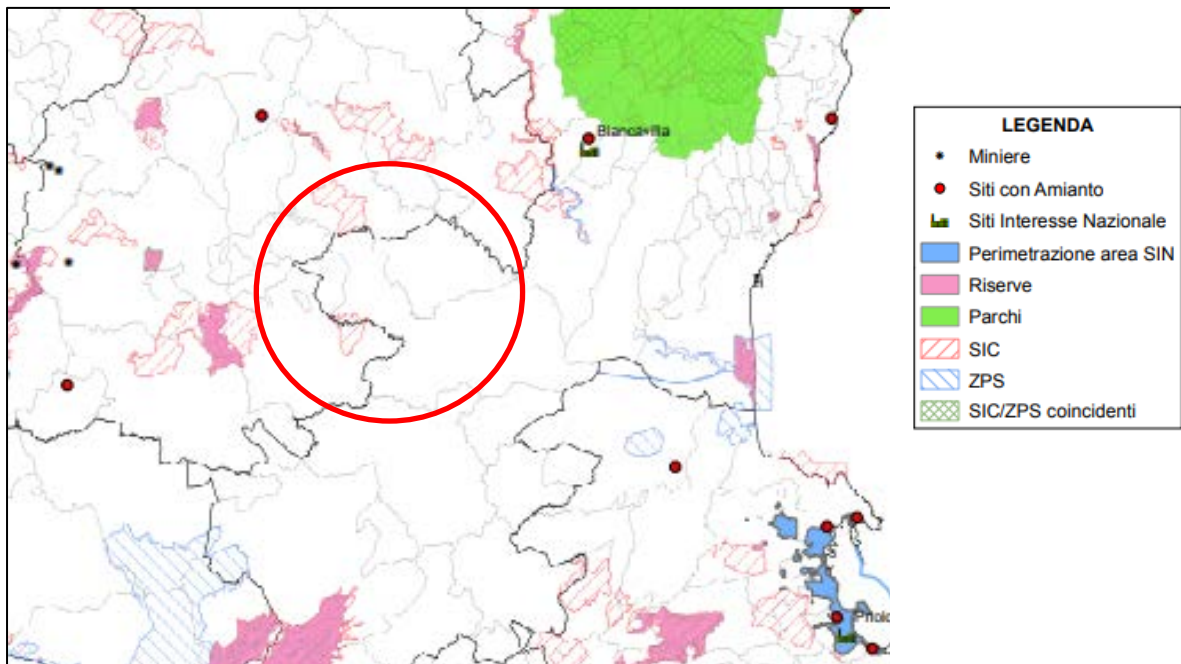 Biancavilla
Priolo
LEGENDA
Miniere
Siti con Amianto
Siti Interesse Nazionale
Perimetrazione area SIN
Riserve
Parchi
SIC
ZPS
SIC/ZPS coincidenti